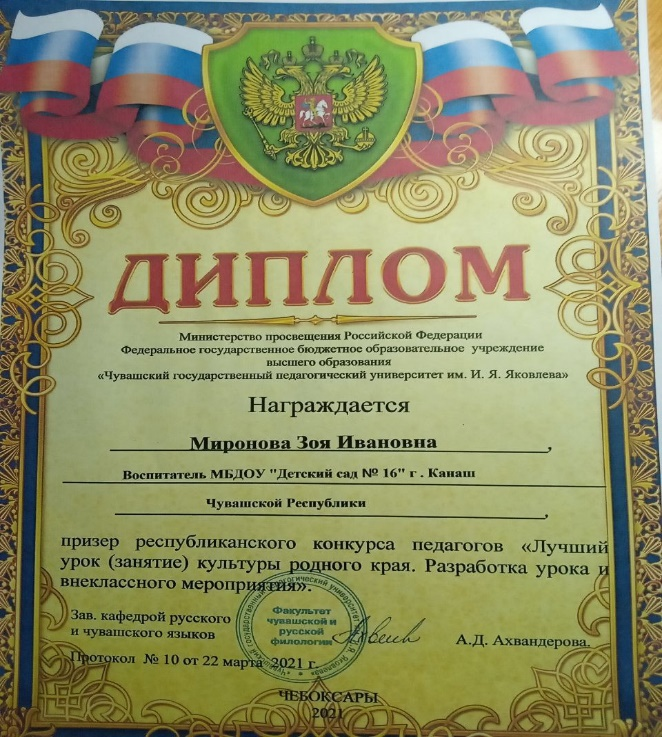 ДИПЛОМ
Министерство просвещения Российской Федерации
Федеральное государственное бюджетное образовательное учреждение
высшего образования
«Чувашский государственный педагогический университет им. И. Я. Яковлева»
Награждается
Миронова Зоя Ивановна ,
Воспитатель МБДОУ "Детский сад № 16" г . Канаш
Чувашской Республики ,
призер республиканского конкурса педагогов «Лучший
урок (занятие) культуры родного края. Разработка урока и
внеклассного мероприятия».
Зав. кафедрой русского
и чувашского языков
А.Д. Ахвандерова.
Факультет
чувашской и
русской
филологии
Протокол № 10 от 22 марта 2021 г.
ЧЕБОКСАРЫ
2021